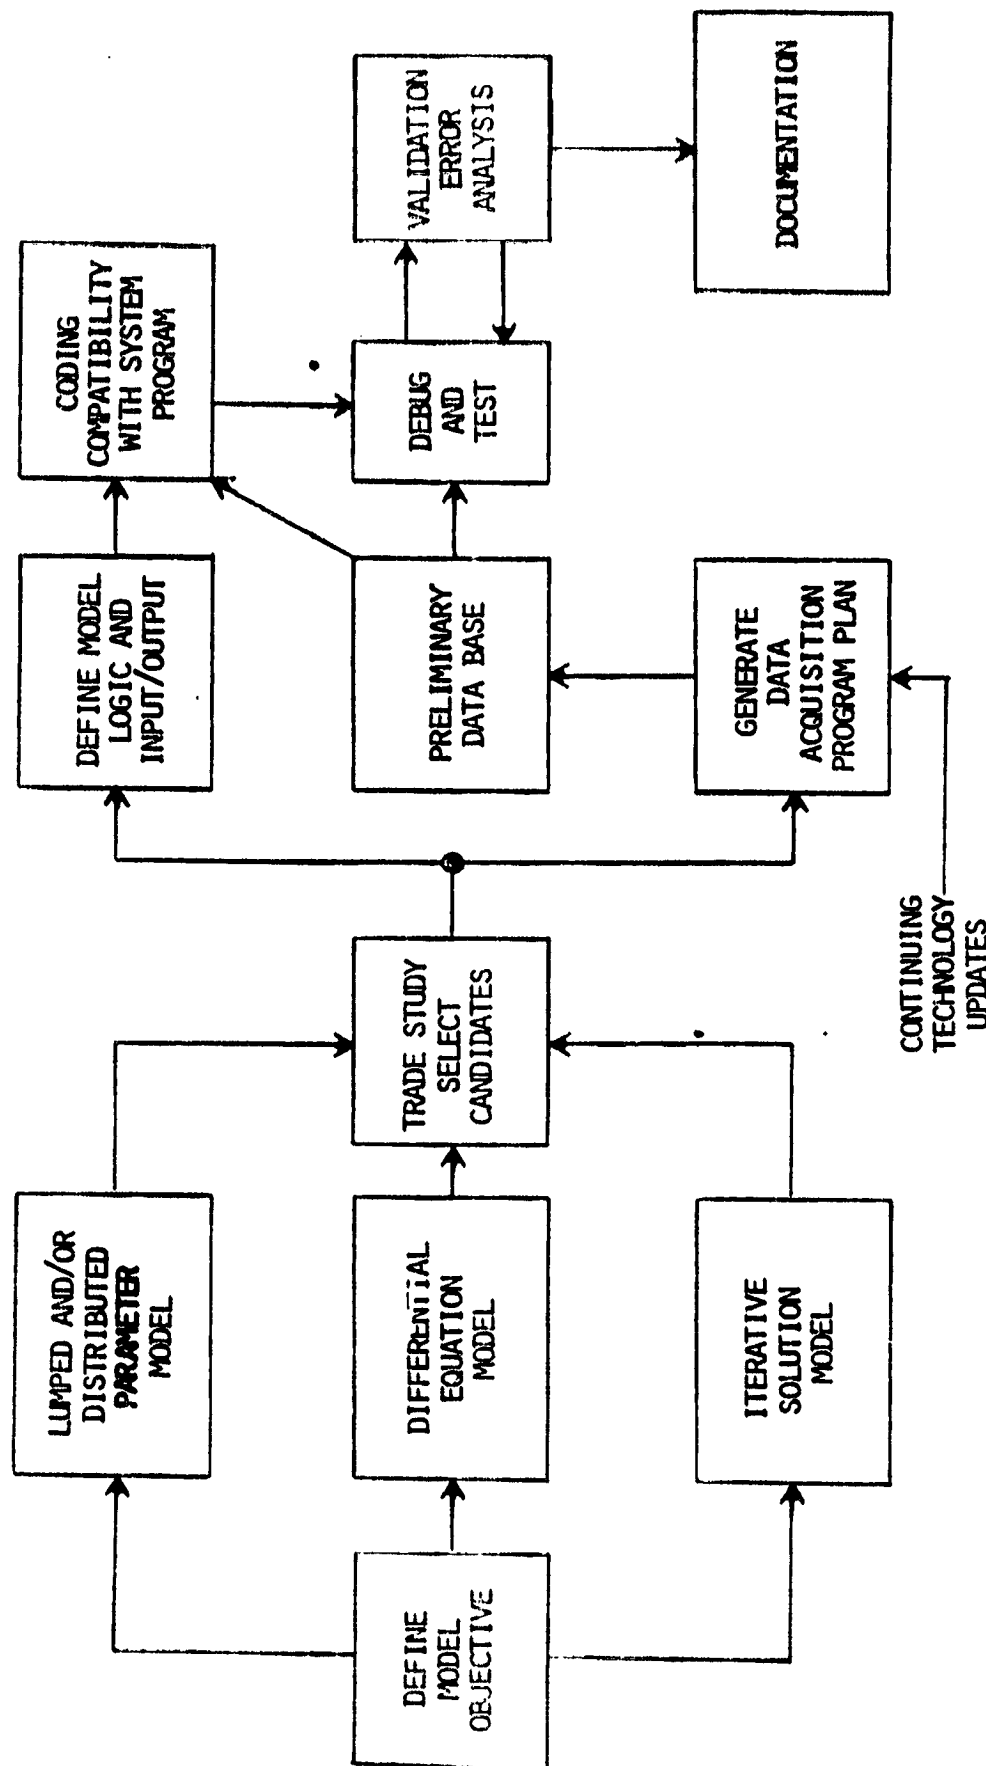 DEFINE
MODEL
OBJECTIVE
LUMPED AND/OR
DISTRIBUTED
PARAMETER
MODEL
DIFFERENTIAL
EQUATION
MODEL
ITERATIVE
SOLUTION
MODEL
TRADE STUDY
SELECT
CANDIDATES
DEFINE MODEL
LOGIC AND
INPUT/OUTPUT
PRELIMINARY
DATA BASE
GENERATE
DATA
ACQUISITION
PROGRAM PLAN
CONTINUING
TECHNOLOGY
UPDATES
CODING
COMPATIBILITY
WITH SYSTEM
PROGRAM
DEBUG
AND
TEST
VALIDATION
ERROR
ANALYSIS
DOCUMENTATION